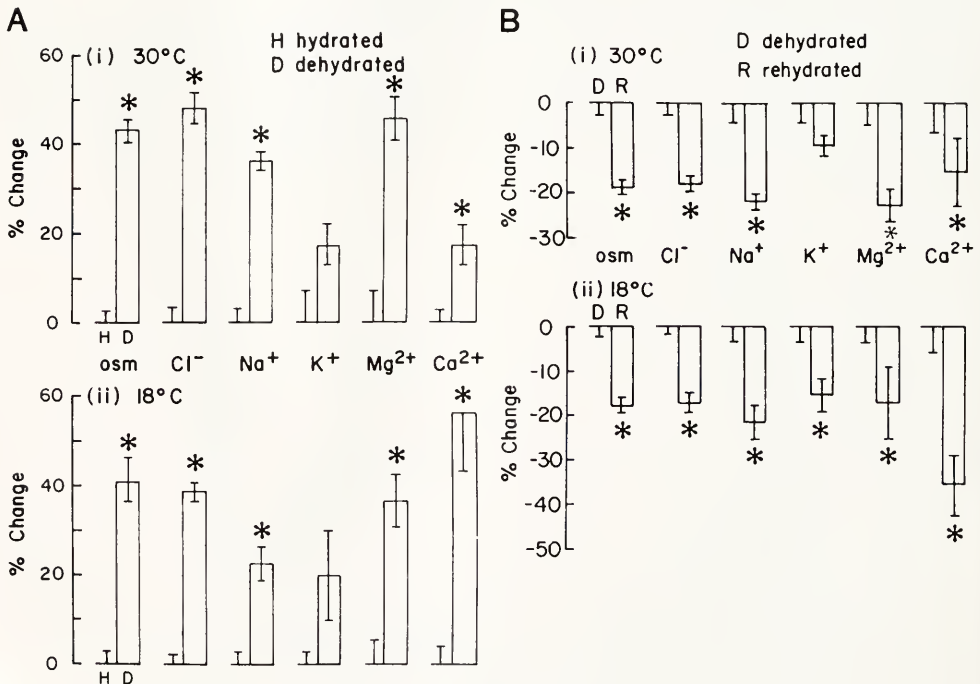 A
(i) 30°C
H hydrated
D dehydrated
60
40
20
0
% Change
* * * * *
H D
osm Cl⁻ Na⁺ K⁺ Mg²⁺ Ca²⁺
(ii) 18°C
60
40
20
0
% Change
* * * * *
H D
B
D dehydrated
R rehydrated
(i) 30°C
D R
0
-10
-20
-30
% Change
* * * * *
osm Cl⁻ Na⁺ K⁺ Mg²⁺ Ca²⁺
(ii) 18°C
D R
0
-10
-20
-30
-40
-50
% Change
* * * * * *